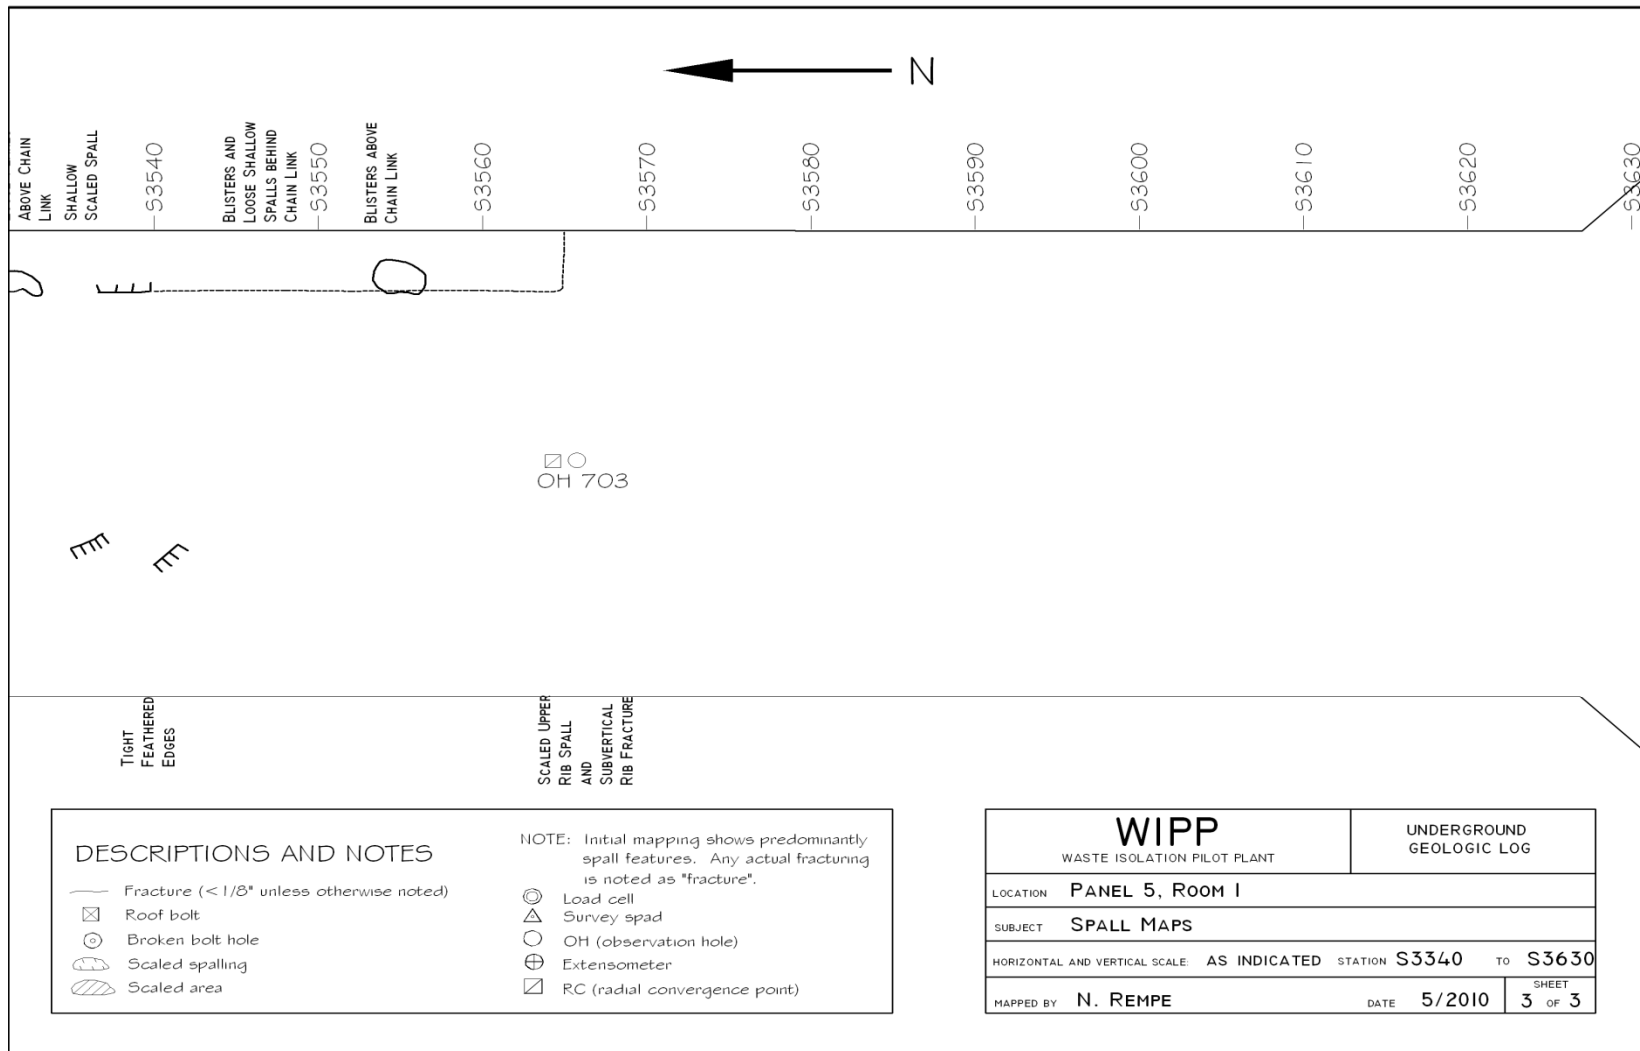 N
ABOVE CHAIN
LINK
SHALLOW
SCALED SPALL
S3540
BLISTERS AND
LOOSE SHALLOW
SPALLS BEHIND
CHAIN LINK
S3550
BLISTERS ABOVE
CHAIN LINK
S3560
S3570
S3580
S3590
S3600
S3610
S3620
S3630
OH 703
TIGHT
FEATHERED
EDGES
SCALED UPPER
RIB SPALL
AND
SUBVERTICAL
RIB FRACTURE
DESCRIPTIONS AND NOTES
Fracture (<1/8" unless otherwise noted)
Roof bolt
Broken bolt hole
Scaled spalling
Scaled area
NOTE: Initial mapping shows predominantly
spall features. Any actual fracturing
is noted as "fracture".
Load cell
Survey spad
OH (observation hole)
Extensometer
RC (radial convergence point)
WIPP
WASTE ISOLATION PILOT PLANT
UNDERGROUND
GEOLOGIC LOG
LOCATION PANEL 5, ROOM 1
SUBJECT SPALL MAPS
HORIZONTAL AND VERTICAL SCALE: AS INDICATED STATION S3340 TO S3630
MAPPED BY N. REMPE DATE 5/2010 SHEET
3 OF 3